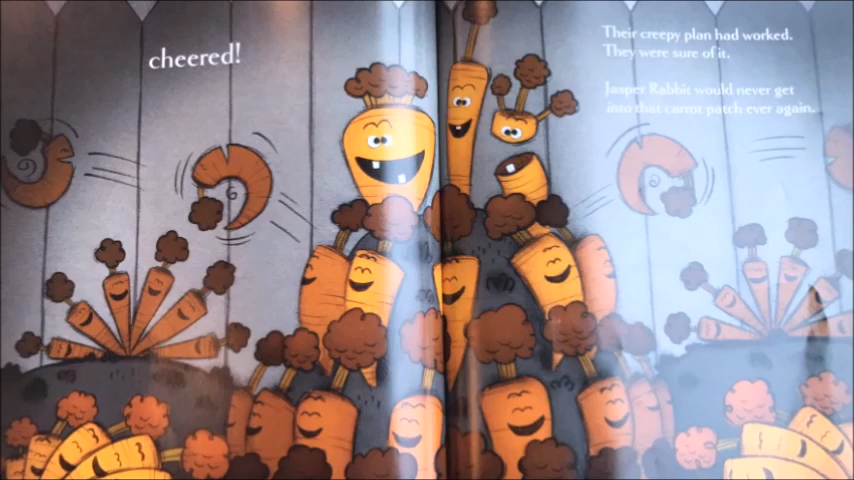 cheered!
Their creepy plan had worked.
They were sure of it.
Jasper Rabbit would never get
into that carrot patch ever again.